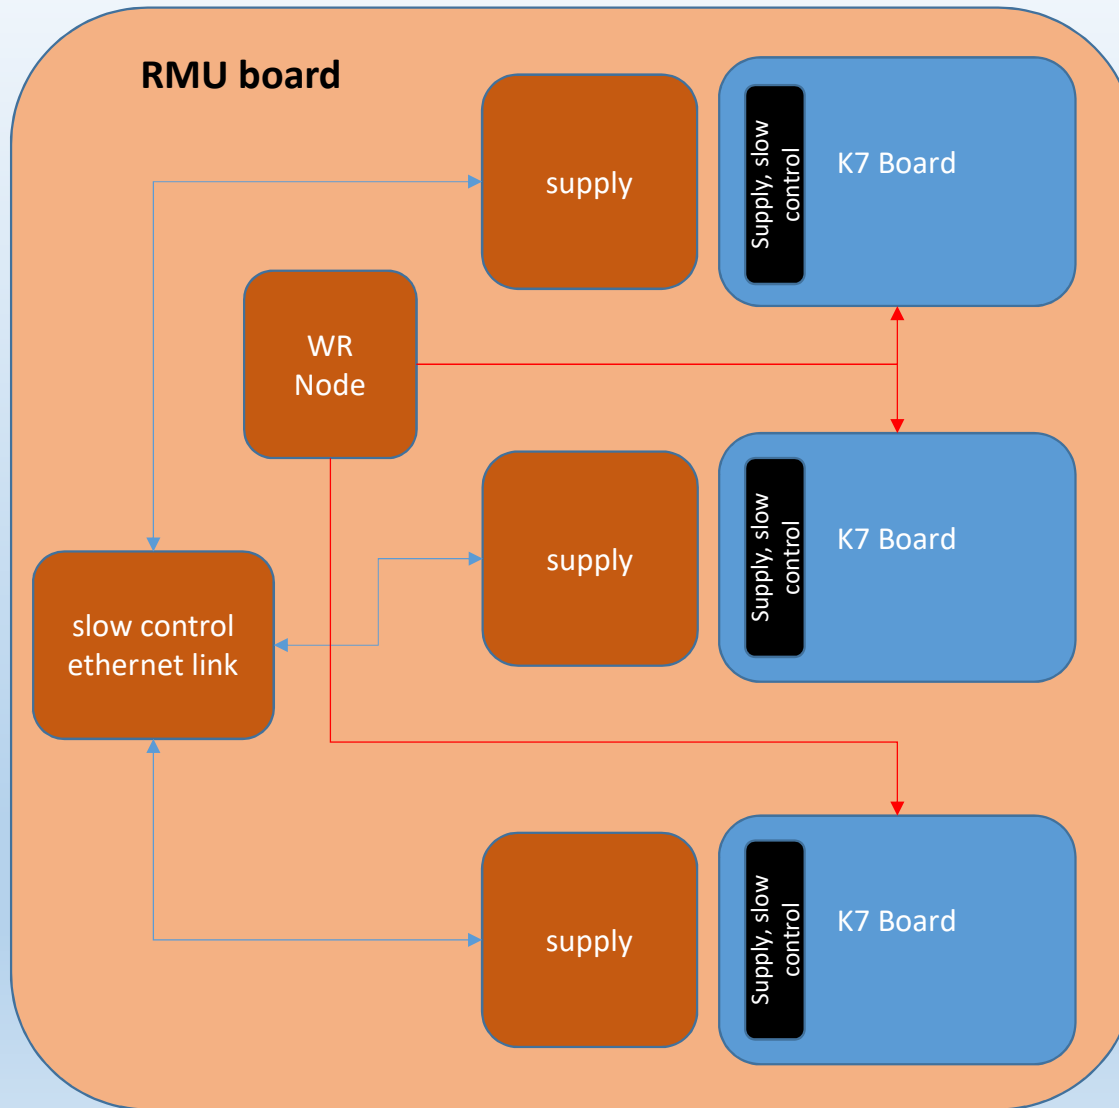 RMU board
supply
Supply, slow
control
K7 Board
WR
Node
supply
Supply, slow
control
K7 Board
slow control
ethernet link
supply
Supply, slow
control
K7 Board